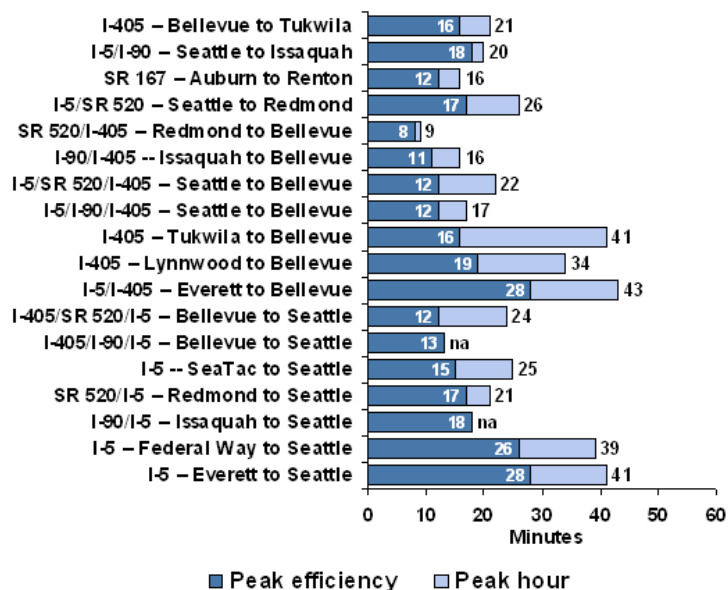 I-405 – Bellevue to Tukwila 16 21
I-5/I-90 – Seattle to Issaquah 18 20
SR 167 – Auburn to Renton 12 16
I-5/SR 520 – Seattle to Redmond 17 26
SR 520/I-405 – Redmond to Bellevue 8 9
I-90/I-405 -- Issaquah to Bellevue 11 16
I-5/SR 520/I-405 – Seattle to Bellevue 12 22
I-5/I-90/I-405 – Seattle to Bellevue 12 17
I-405 – Tukwila to Bellevue 16 41
I-405 – Lynnwood to Bellevue 19 34
I-5/I-405 – Everett to Bellevue 28 43
I-405/SR 520/I-5 – Bellevue to Seattle 12 24
I-405/I-90/I-5 – Bellevue to Seattle 13 na
I-5 -- SeaTac to Seattle 15 25
SR 520/I-5 – Redmond to Seattle 17 21
I-90/I-5 – Issaquah to Seattle 18 na
I-5 – Federal Way to Seattle 26 39
I-5 – Everett to Seattle 28 41
0 10 20 30 40 50 60
Minutes
Peak efficiency Peak hour